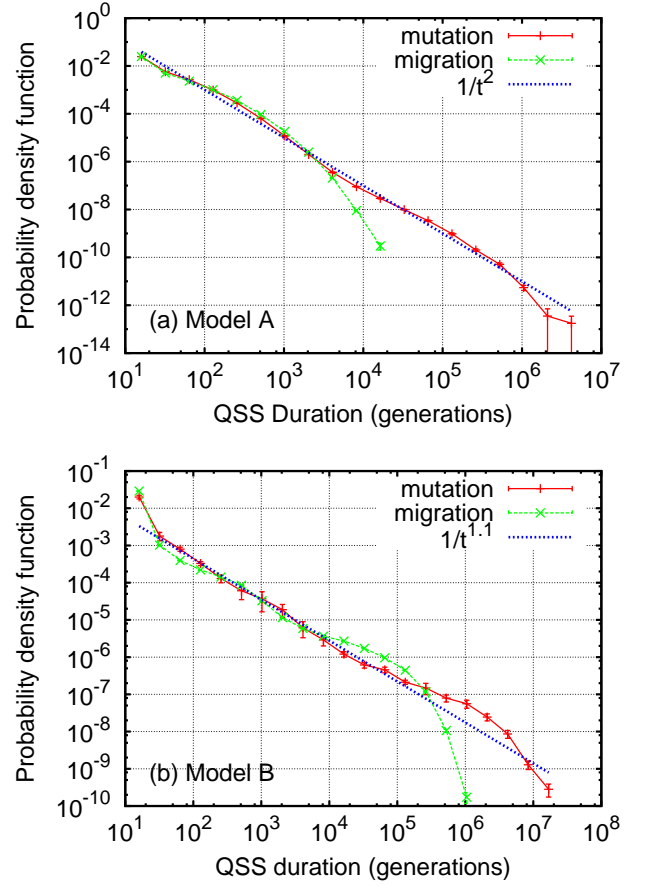 10^0
10^-2
10^-4
10^-6
10^-8
10^-10
10^-12
10^-14
Probability density function
mutation
migration
1/t^2
(a) Model A
10^1 10^2 10^3 10^4 10^5 10^6 10^7
QSS Duration (generations)
10^-1
10^-2
10^-3
10^-4
10^-5
10^-6
10^-7
10^-8
10^-9
10^-10
Probability density function
mutation
migration
1/t^1.1
(b) Model B
10^1 10^2 10^3 10^4 10^5 10^6 10^7 10^8
QSS duration (generations)